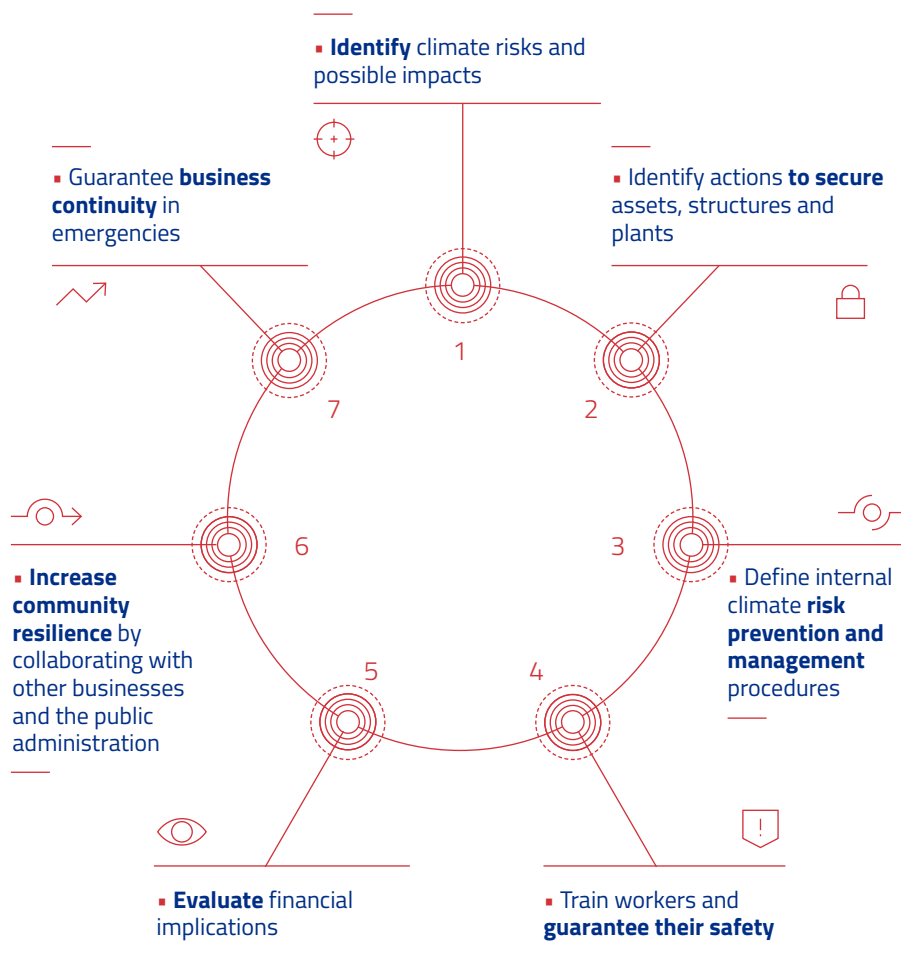 ▪ Identify climate risks and
possible impacts
1
▪ Identify actions to secure
assets, structures and
plants
2
▪ Define internal
climate risk
prevention and
management
procedures
3
▪ Train workers and
guarantee their safety
4
▪ Evaluate financial
implications
5
▪ Increase
community
resilience by
collaborating with
other businesses
and the public
administration
6
▪ Guarantee business
continuity in
emergencies
7